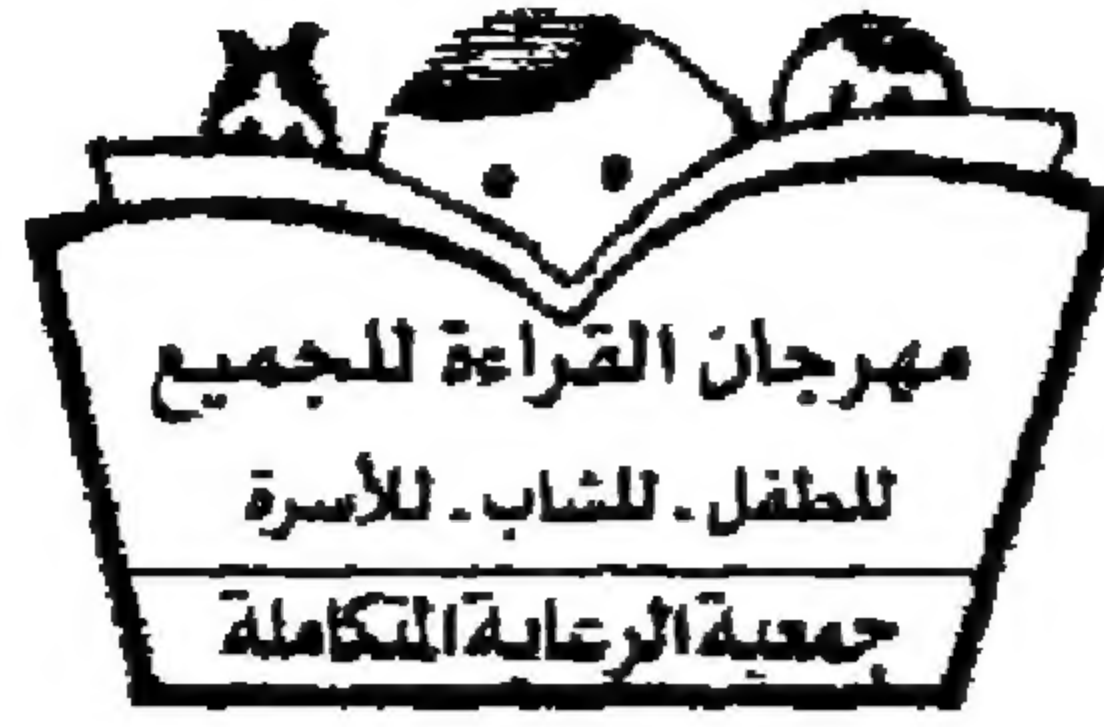 مهرجان القراءة للجميع
للطفل . للشاب . للأسرة
جمعية الرعاية المتكاملة